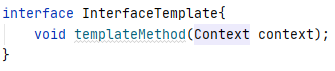 interface InterfaceTemplate{
    void templateMethod(Context context);
}